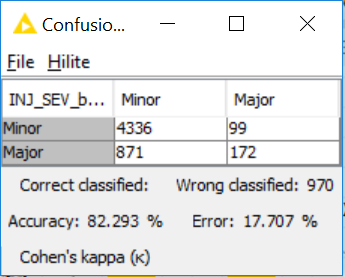 Confusio...
File Hilite
INJ_SEV_b... Minor Major
Minor 4336 99
Major 871 172
Correct classified: Wrong classified: 970
Accuracy: 82.293 % Error: 17.707 %
Cohen's kappa (κ)